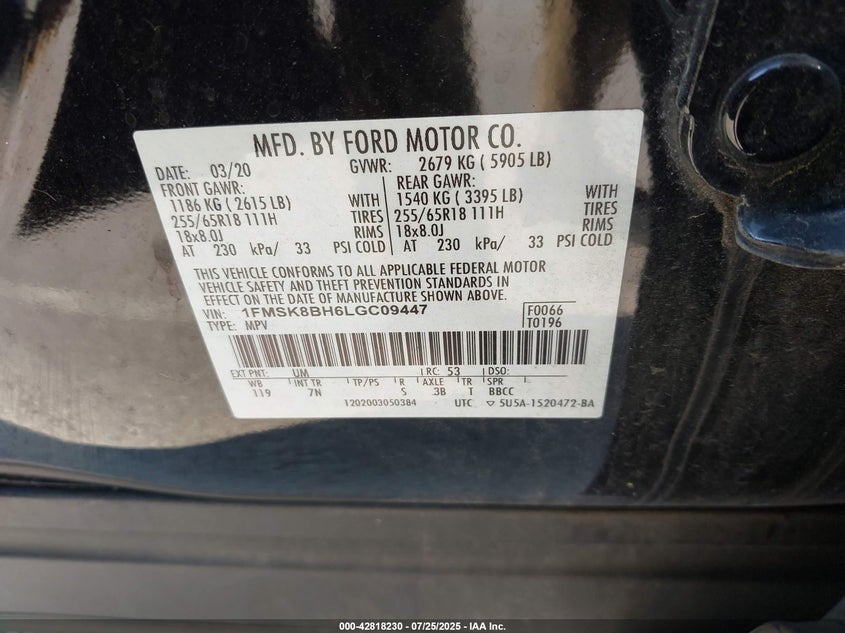 MFD. BY FORD MOTOR CO.
DATE: 03/20 GVWR: 2679 KG ( 5905 LB)
FRONT GAWR: REAR GAWR:
1186 KG ( 2615 LB) WITH 1540 KG ( 3395 LB) WITH
255/65R18 111H TIRES 255/65R18 111H TIRES
18x8.0J RIMS 18x8.0J RIMS
AT 230 kPa/ 33 PSI COLD AT 230 kPa/ 33 PSI COLD
THIS VEHICLE CONFORMS TO ALL APPLICABLE FEDERAL MOTOR
VEHICLE SAFETY AND THEFT PREVENTION STANDARDS IN
EFFECT ON THE DATE OF MANUFACTURE SHOWN ABOVE.
VIN: 1FMSK8BH6LGC09447 F0066
TYPE: MPV T0196
EXT PNT: UM RC: 53 DSO:
WB INT TR TP/PS R AXLE TR SPR
119 7N S 3B T BBCC
1202003050384 UTC 5U5A-1520472-BA
000-42818230 - 07/25/2025 - IAA Inc.